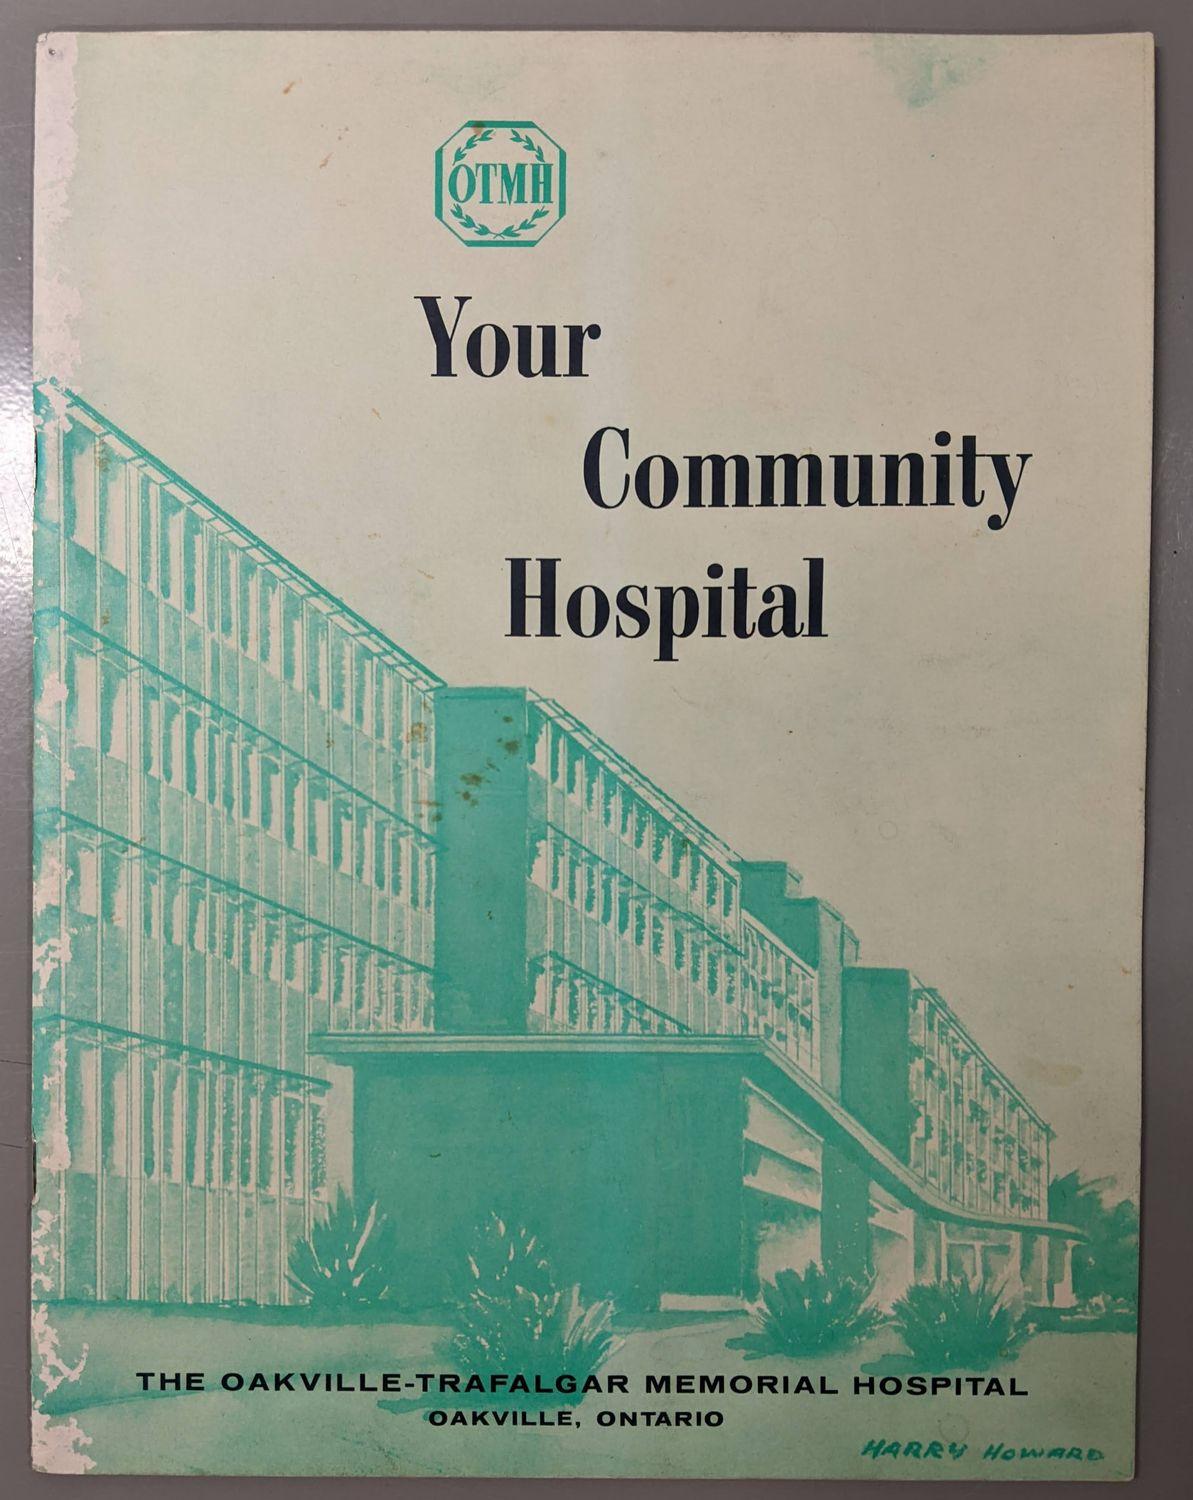 OTMH
Your
Community
Hospital
THE OAKVILLE-TRAFALGAR MEMORIAL HOSPITAL
OAKVILLE, ONTARIO
HARRY HOWARD